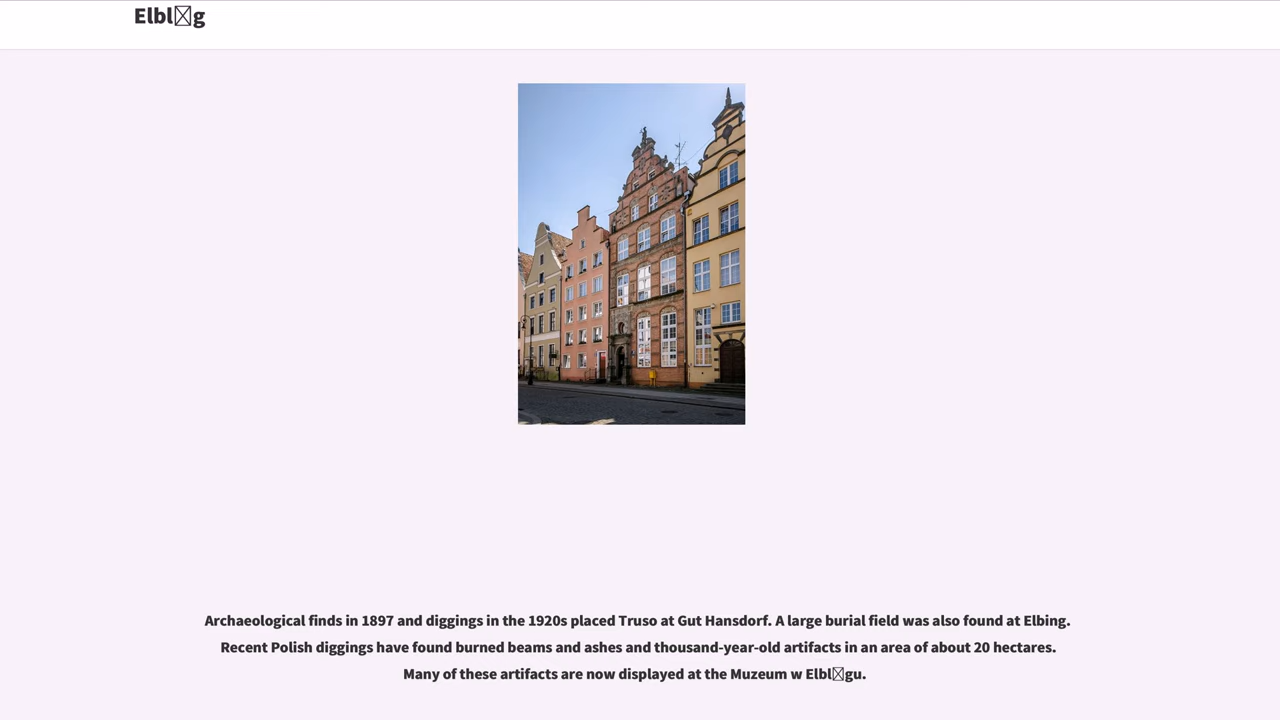 Elbl☒g
Archaeological finds in 1897 and diggings in the 1920s placed Truso at Gut Hansdorf. A large burial field was also found at Elbing.
Recent Polish diggings have found burned beams and ashes and thousand-year-old artifacts in an area of about 20 hectares.
Many of these artifacts are now displayed at the Muzeum w Elbl☒gu.